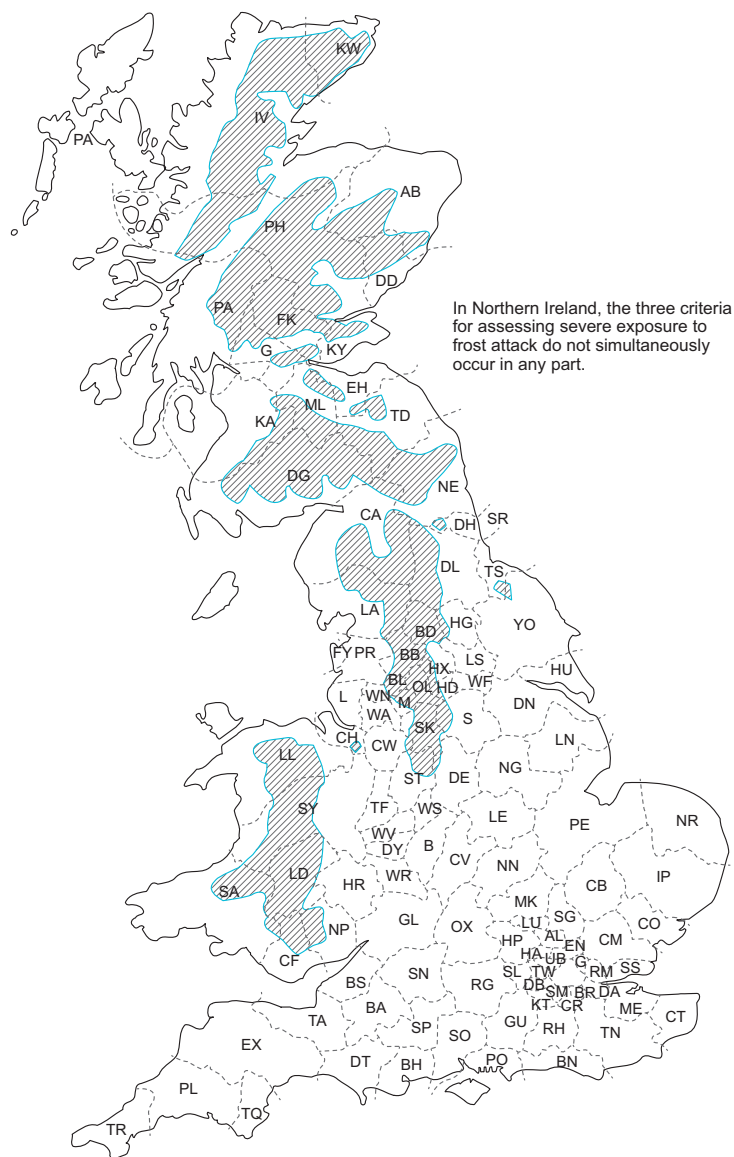 KW
IV
PA
AB
PH
DD
PA
FK
In Northern Ireland, the three criteria
for assessing severe exposure to
frost attack do not simultaneously
occur in any part.
G
KY
EH
ML
KA
TD
DG
NE
CA
DH
SR
DL
TS
LA
BD
HG
YO
FY
PR
BB
HX
LS
HU
BL
OL
HD
WF
L
WN
M
DN
WA
SK
S
CH
CW
LN
LL
ST
DE
NG
SY
TF
WS
LE
PE
NR
WV
DY
B
CV
NN
LD
HR
WR
CB
IP
SA
MK
NP
GL
OX
LU
SG
CO
HP
AL
EN
CM
CF
HA
UB
G
BS
SN
SL
TW
RM
SS
RG
DB
SM
BR
DA
BA
KT
CR
ME
CT
TA
SP
SO
GU
RH
TN
EX
DT
BH
PO
BN
PL
TQ
TR